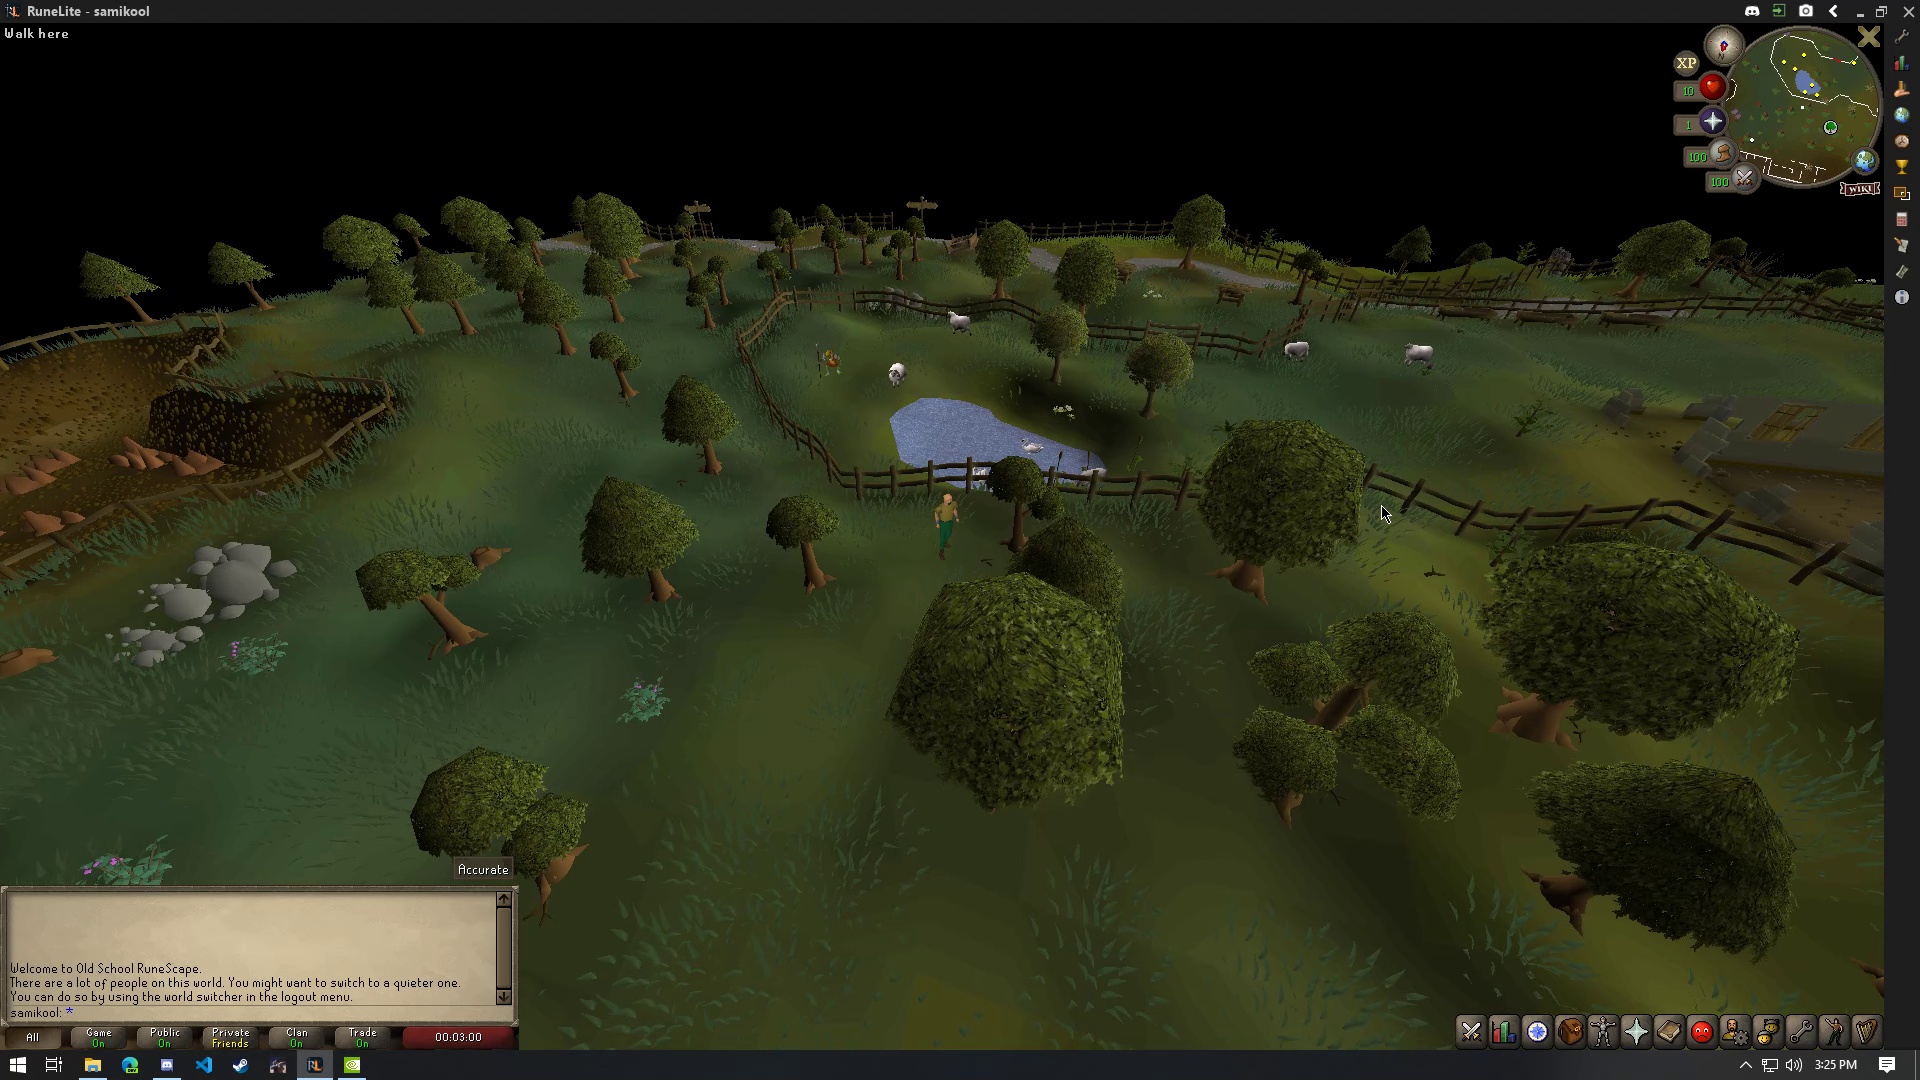 RuneLite - samikool
Walk here
XP
10
1
100
100
WIKI
Accurate
Welcome to Old School RuneScape.
There are a lot of people on this world. You might want to switch to a quieter one.
You can do so by using the world switcher in the logout menu.
samikool: *
All
Game
On
Public
On
Private
Friends
Clan
On
Trade
On
00:03:00
3:25 PM